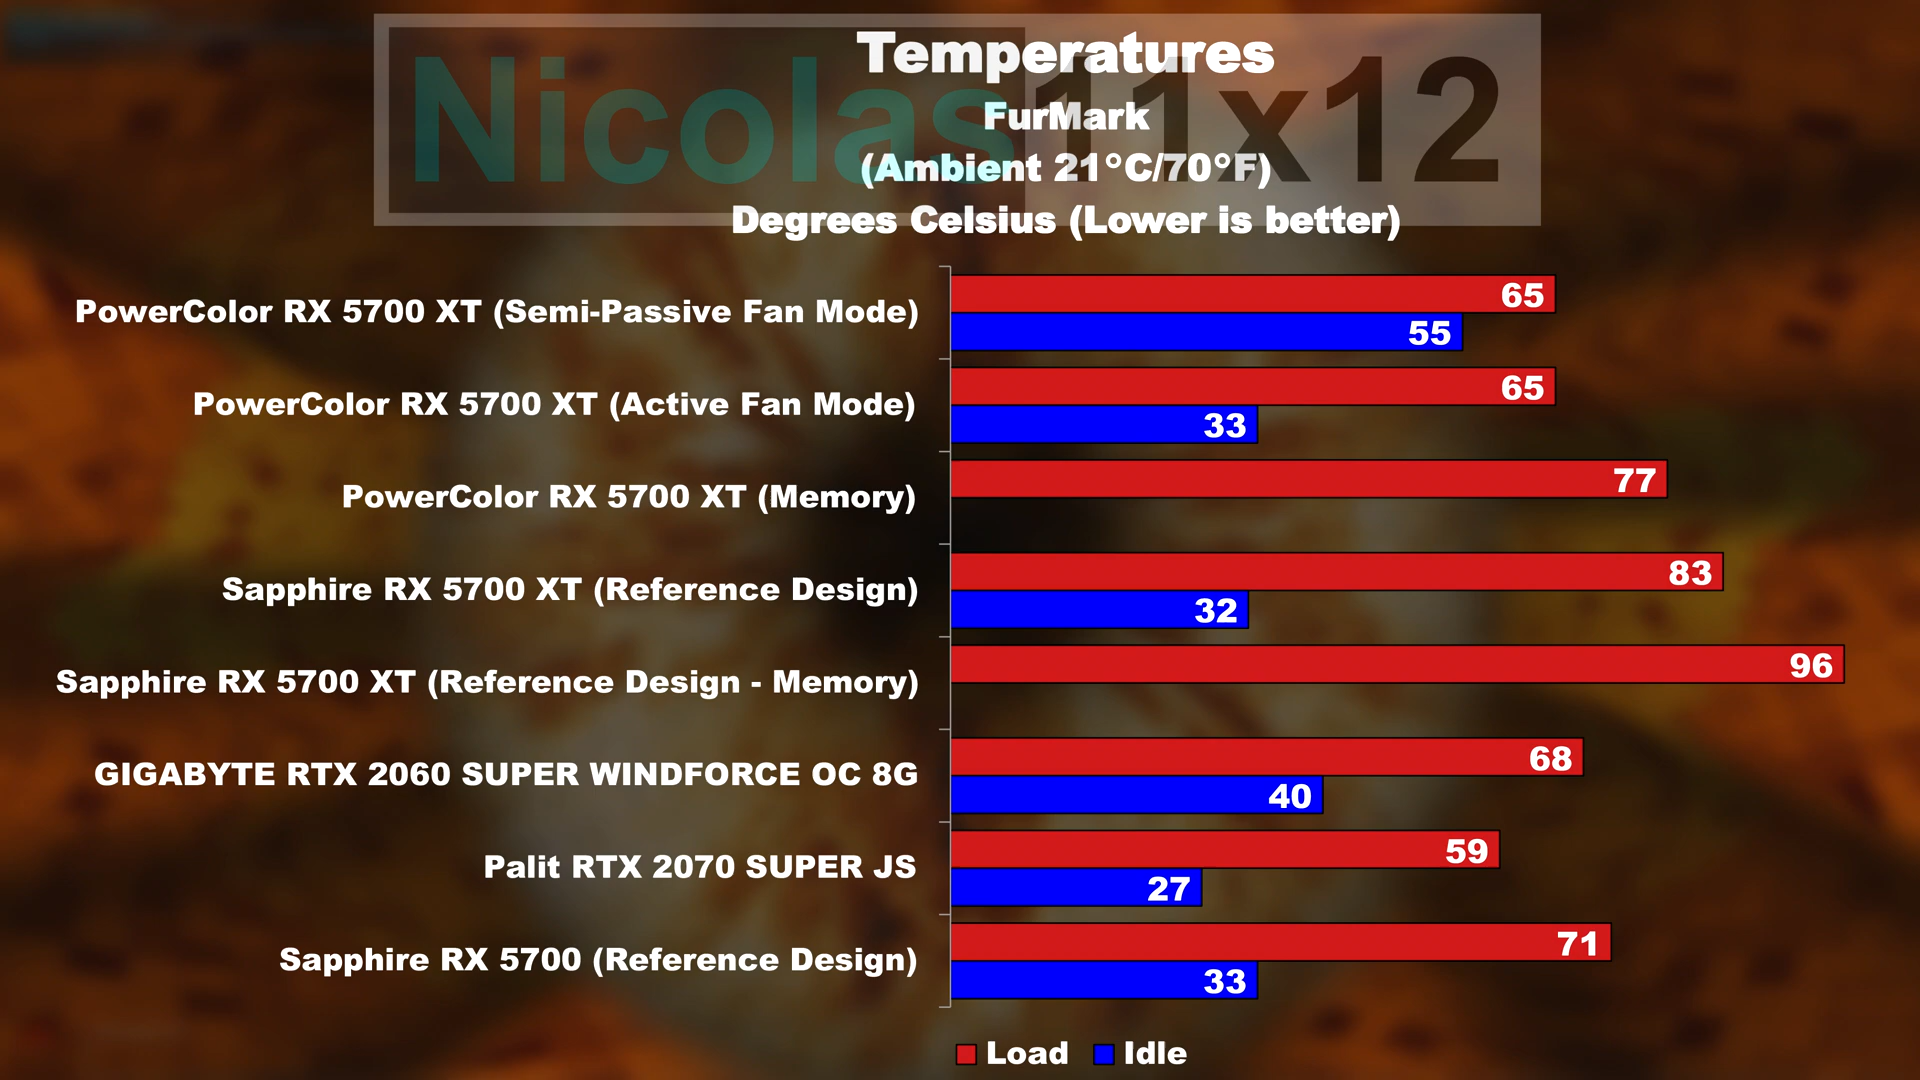 Nicolas11x12
Temperatures
FurMark
(Ambient 21°C/70°F)
Degrees Celsius (Lower is better)
PowerColor RX 5700 XT (Semi-Passive Fan Mode)
65
55
PowerColor RX 5700 XT (Active Fan Mode)
65
33
PowerColor RX 5700 XT (Memory)
77
Sapphire RX 5700 XT (Reference Design)
83
32
Sapphire RX 5700 XT (Reference Design - Memory)
96
GIGABYTE RTX 2060 SUPER WINDFORCE OC 8G
68
40
Palit RTX 2070 SUPER JS
59
27
Sapphire RX 5700 (Reference Design)
71
33
Load Idle